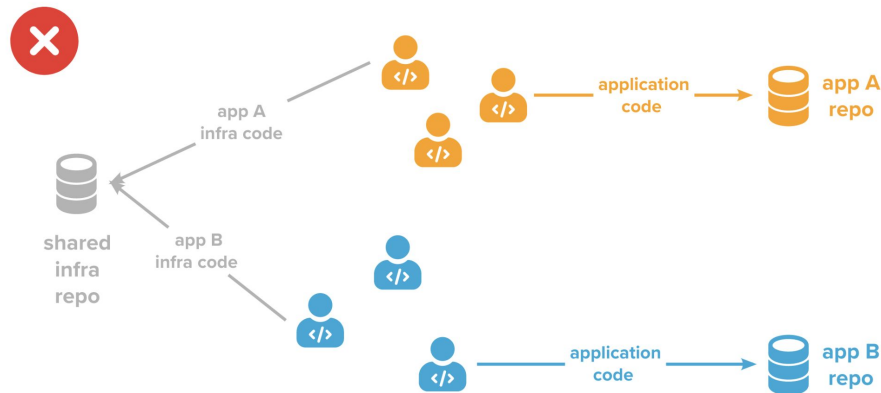 app A
infra code
application
code
app A
repo
shared
infra
repo
app B
infra code
application
code
app B
repo
</>
</>
</>
</>
</>
</>